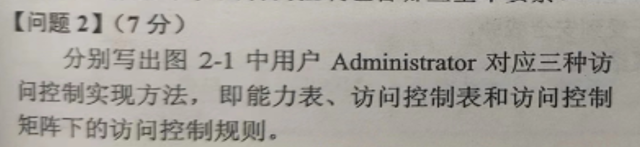 【问题2】（7分）
分别写出图 2-1 中用户 Administrator 对应三种访
问控制实现方法，即能力表、访问控制表和访问控制
矩阵下的访问控制规则。